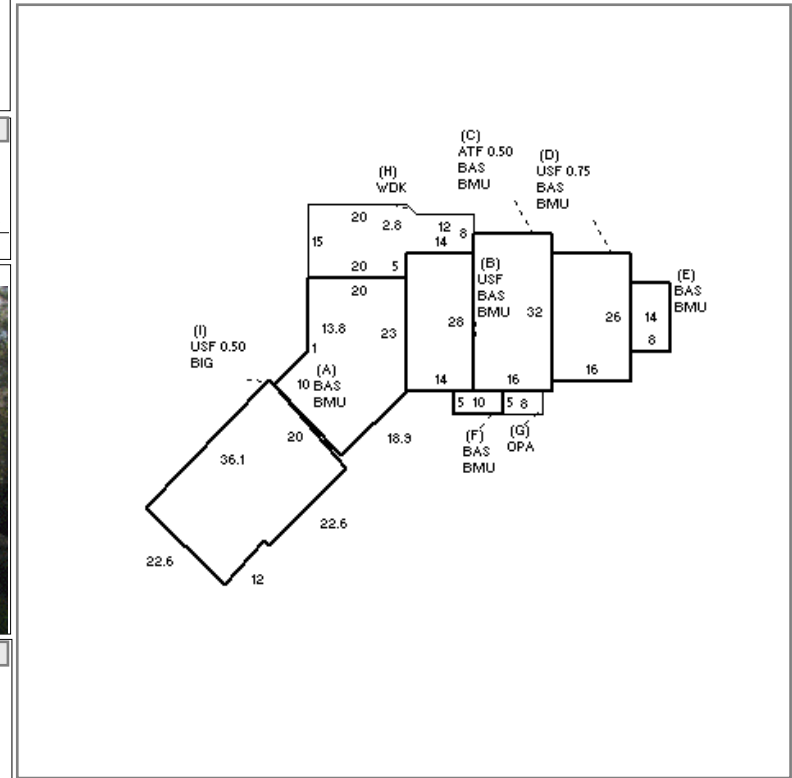 (C)
ATF 0.50
BAS
BMU
(D)
USF 0.75
BAS
BMU
(H)
WDK
20
2.8
12
8
15
14
20
5
20
(B)
USF
BAS
BMU
(E)
BAS
BMU
14
8
28
32
26
13.8
23
1
(I)
USF 0.50
BIG
(A)
BAS
BMU
10
14
16
16
5
10
5
8
(F)
BAS
BMU
(G)
OPA
20
18.9
36.1
22.6
22.6
12